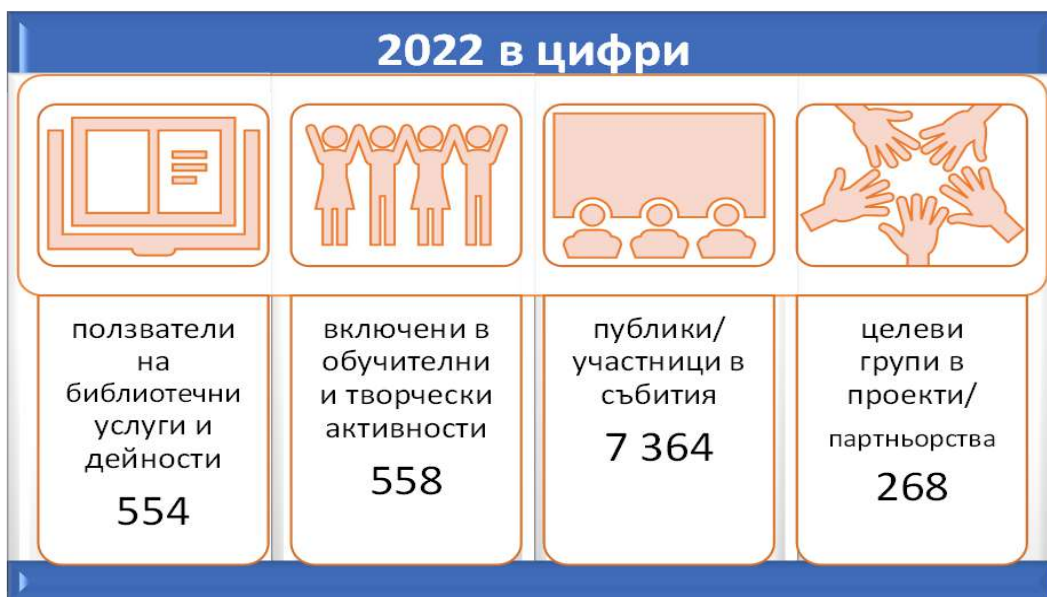 2022 в цифри
ползватели
на
библиотечни
услуги и
дейности
554
включени в
обучителни
и творчески
активности
558
публики/
участници в
събития
7 364
целеви
групи в
проекти/
партньорства
268